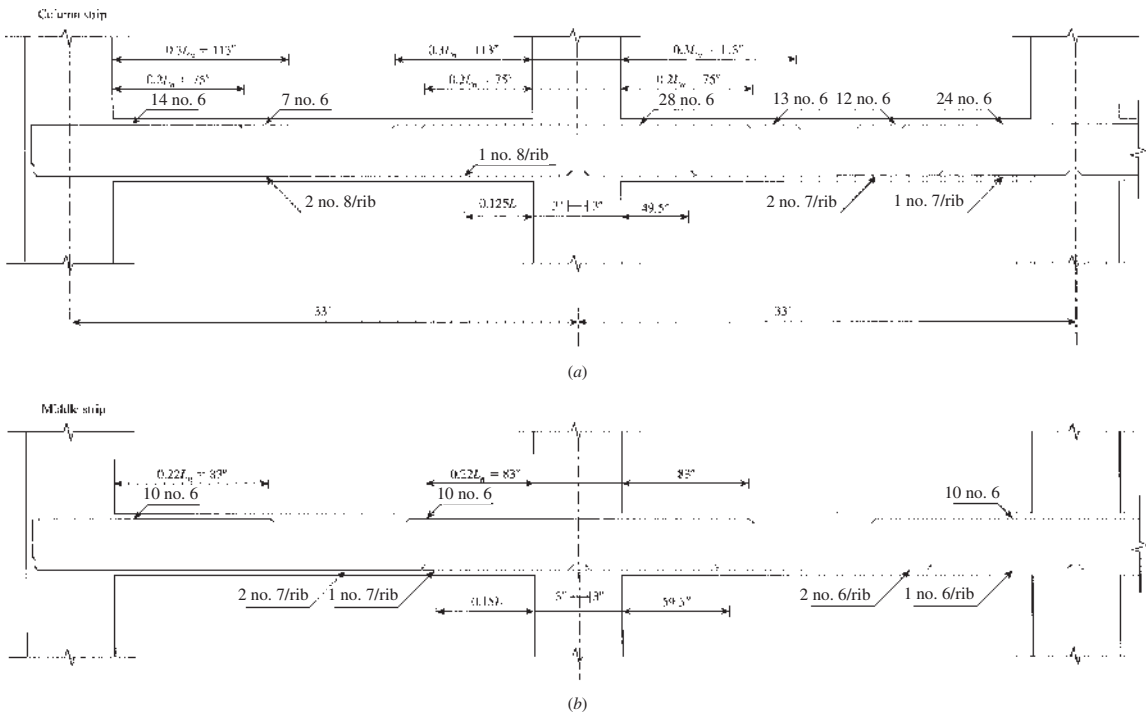 Column strip
0.3Lₙ = 113"
0.3Lₙ = 113"
0.2Lₙ 75"
0.2Lₙ 75"
14 no. 6
7 no. 6
28 no. 6
13 no. 6
12 no. 6
24 no. 6
1 no. 8/rib
2 no. 8/rib
2 no. 7/rib
1 no. 7/rib
0.125L
3"
3"
49.5"
33'
33'
(a)
Middle strip
0.22Lₙ = 83"
0.22Lₙ = 83"
83"
10 no. 6
10 no. 6
10 no. 6
2 no. 7/rib
1 no. 7/rib
2 no. 6/rib
1 no. 6/rib
3"
59.5"
(b)